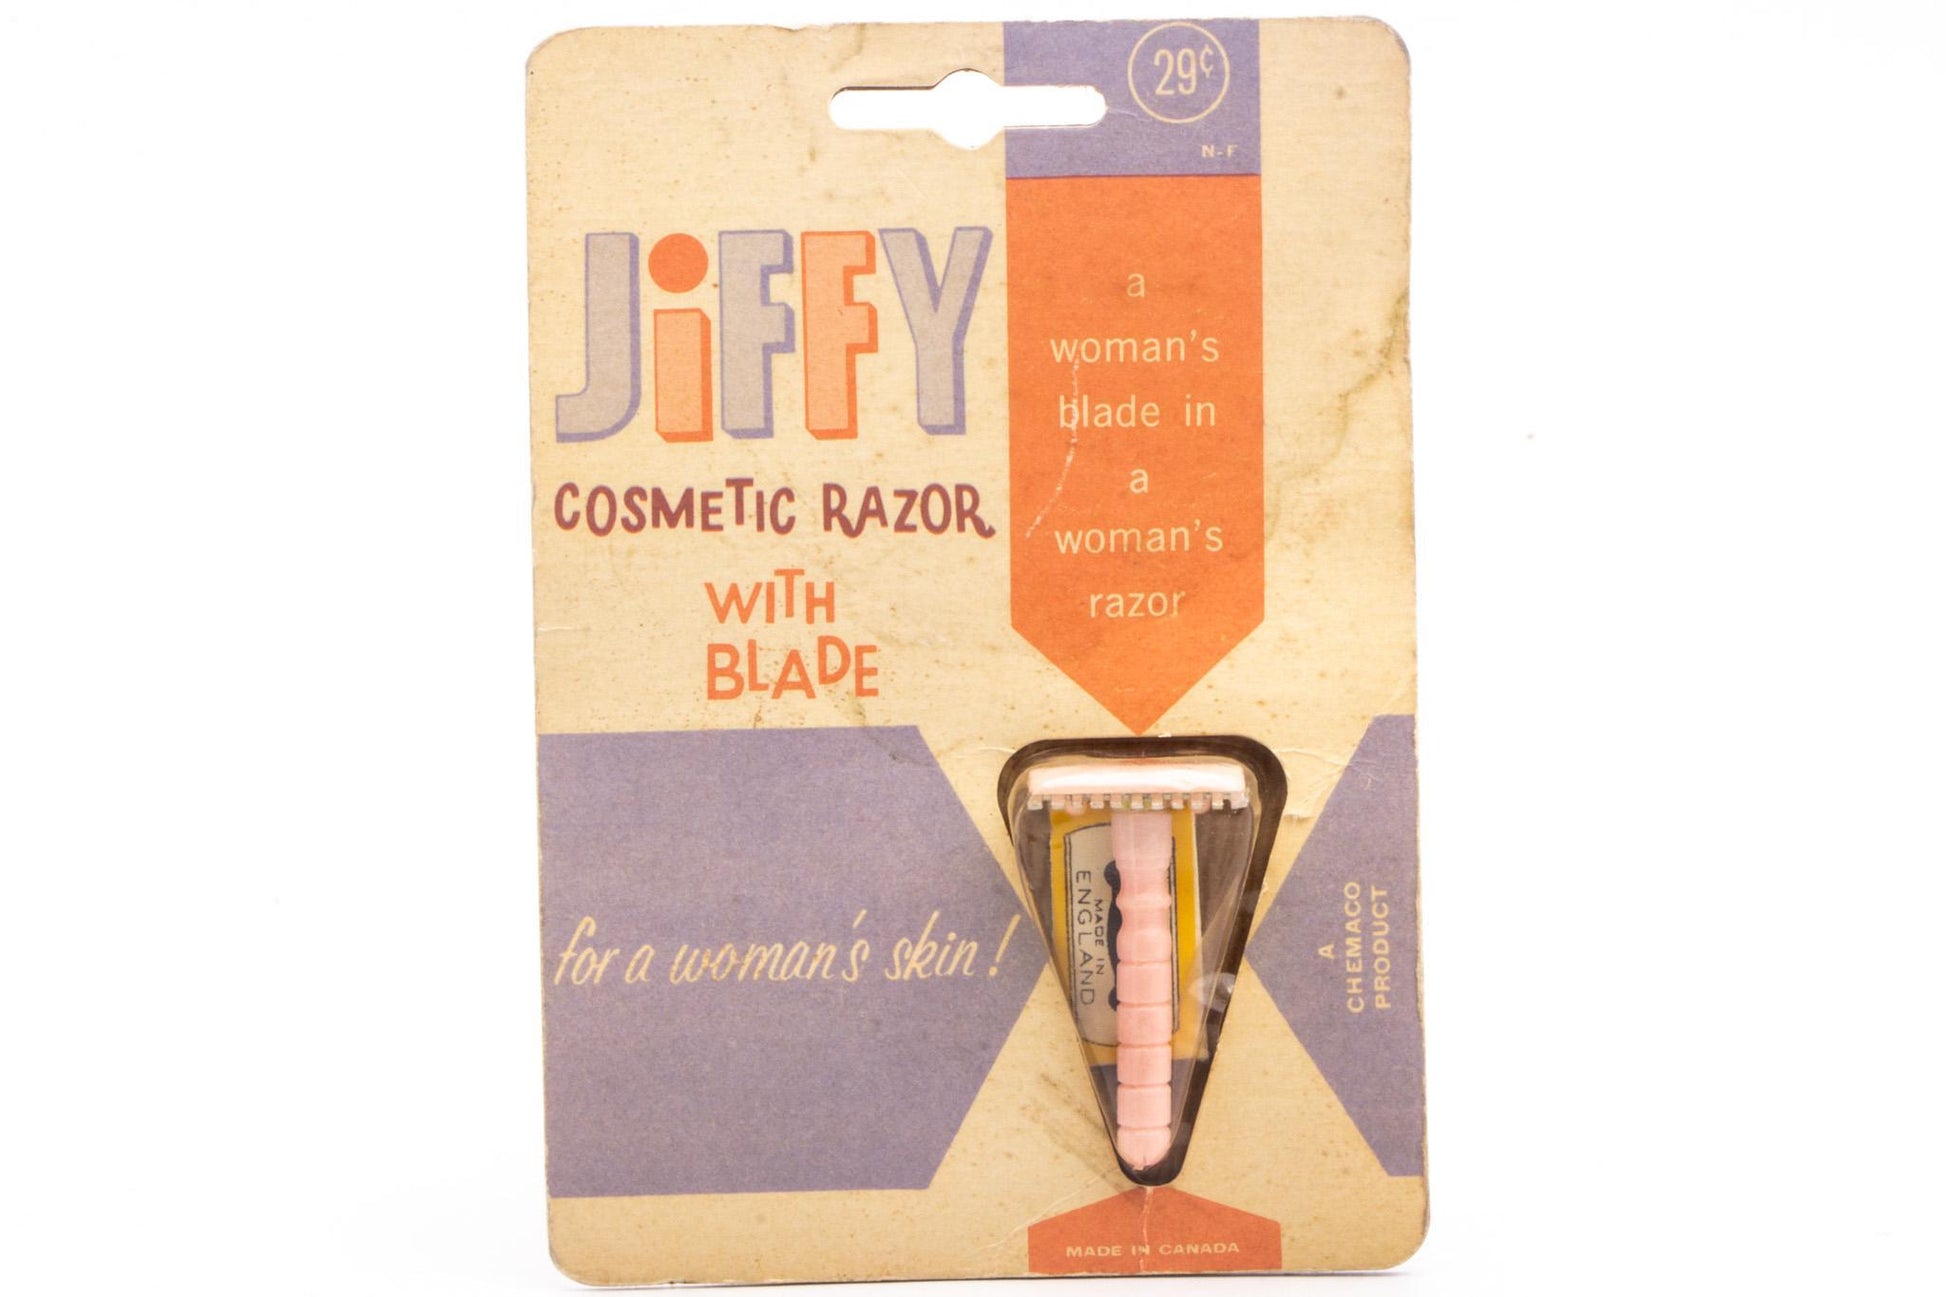 29¢
N-F
JiFFY
COSMETIC RAZOR
WITH
BLADE
a
woman's
blade in
a
woman's
razor
for a woman's skin!
MADE IN
ENGLAND
A
CHEMACO
PRODUCT
MADE IN CANADA